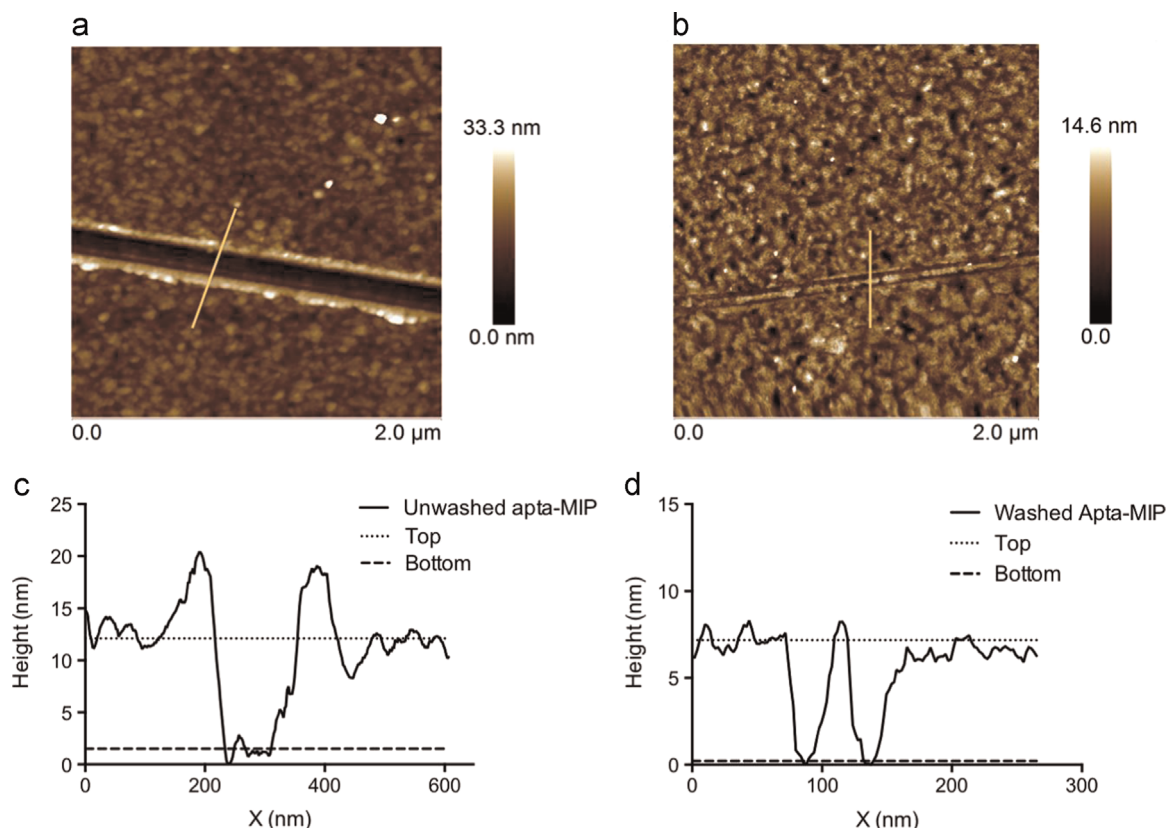 a
33.3 nm
0.0 nm
0.0 2.0 µm
b
14.6 nm
0.0
0.0 2.0 µm
c
Unwashed apta-MIP
Top
Bottom
Height (nm)
25
20
15
10
5
0
0 200 400 600
X (nm)
d
Washed Apta-MIP
Top
Bottom
Height (nm)
15
10
5
0
0 100 200 300
X (nm)